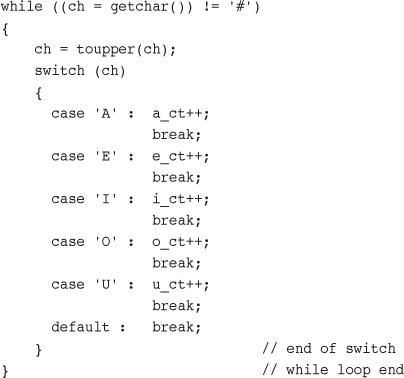 while ((ch = getchar()) != '#')
{
    ch = toupper(ch);
    switch (ch)
    {
      case 'A' :  a_ct++;
                  break;
      case 'E' :  e_ct++;
                  break;
      case 'I' :  i_ct++;
                  break;
      case 'O' :  o_ct++;
                  break;
      case 'U' :  u_ct++;
                  break;
      default :   break;
    }                          // end of switch
}                              // while loop end